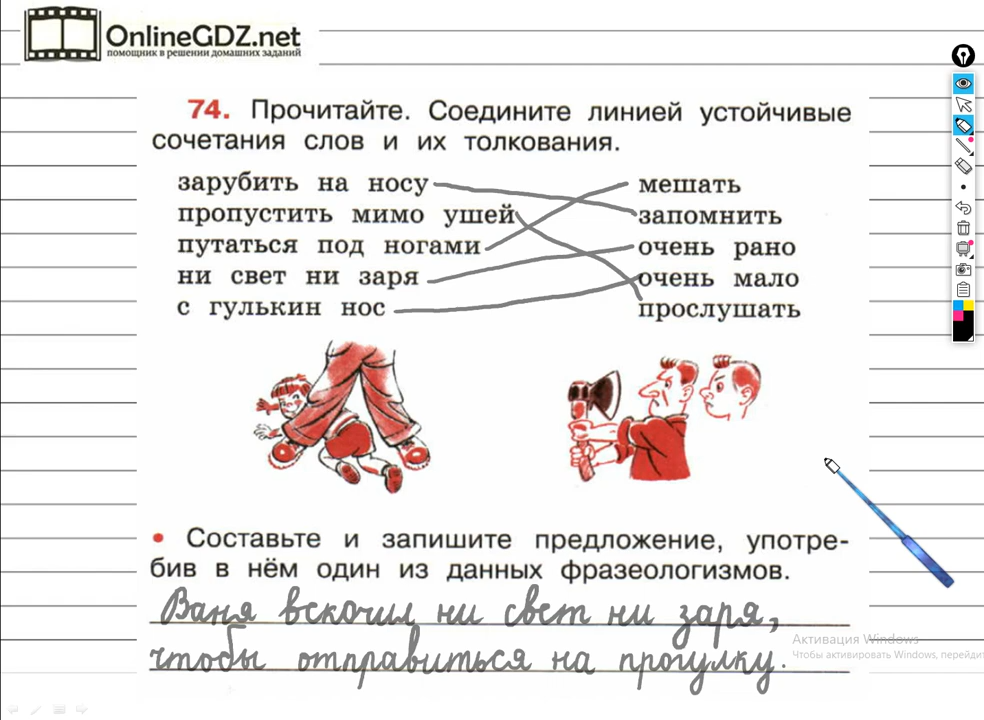 OnlineGDZ.net
помощник в решении домашних заданий
74. Прочитайте. Соедините линией устойчивые
сочетания слов и их толкования.
зарубить на носу мешать
пропустить мимо ушей запомнить
путаться под ногами очень рано
ни свет ни заря очень мало
с гулькин нос прослушать
• Составьте и запишите предложение, употре-
бив в нём один из данных фразеологизмов.
Ваня вскочил ни свет ни заря,
чтобы отправиться на прогулку.
Активация Windows
Чтобы активировать Windows, перейдит